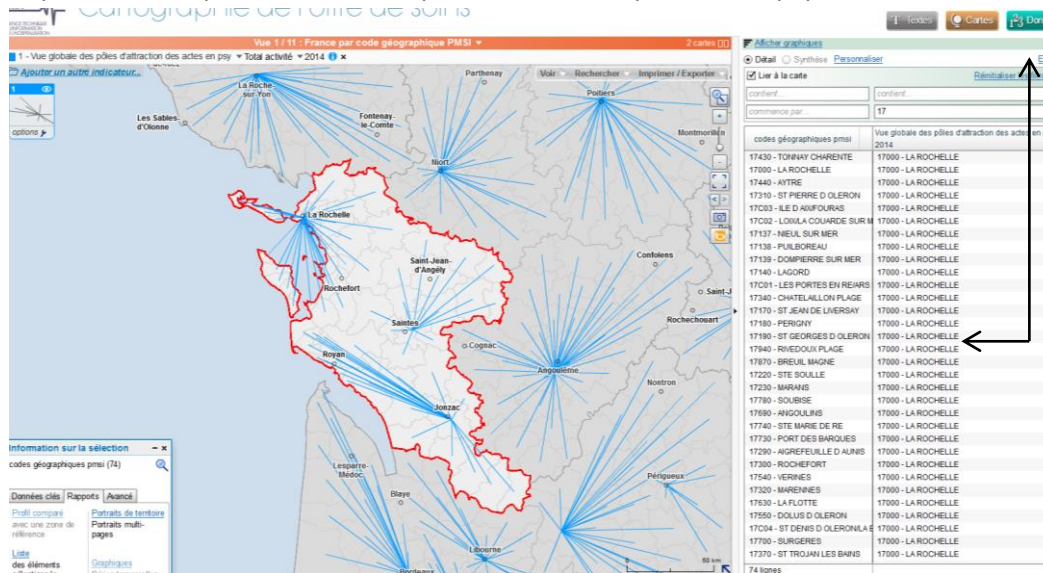 Cartographie de l'offre de soins
Textes
Cartes
Vue 1 / 11 : France par code géographique PMSI
2 cartes
1 - Vue globale des pôles d'attraction des actes en psy Total activité 2014
Ajouter un autre indicateur...
Voir Rechercher Imprimer / Exporter
1
options
La Roche-
sur-Yon
Parthenay
Poitiers
Les Sables-
d'Olonne
Fontenay-
le-Comte
Montmorillon
Niort
La Rochelle
Saint-Jean-
d'Angély
Confolens
Rochefort
Saint-J
Saintes
Rochechouart
Cognac
Royan
Angoulême
Nontron
Jonzac
Lesparre-
Médoc
Blaye
Périgueux
Libourne
Bordeaux
50 km
Information sur la sélection
codes géographiques pmsi (74)
Données clés Rapports Avancé
Profil comparé
avec une zone de
référence
Portraits de territoire
Portraits multi-
pages
Liste
des éléments
Graphiques
Afficher graphiques
Détail Synthèse Personnaliser
Lier à la carte
contient... contient...
commence par... 17
codes géographiques pmsi
Vue globale des pôles d'attraction des actes en
2014
17430 - TONNAY CHARENTE 17000 - LA ROCHELLE
17000 - LA ROCHELLE 17000 - LA ROCHELLE
17440 - AYTRE 17000 - LA ROCHELLE
17310 - ST PIERRE D OLERON 17000 - LA ROCHELLE
17C03 - ILE D AIX/FOURAS 17000 - LA ROCHELLE
17C02 - LOIX/LA COUARDE SUR M 17000 - LA ROCHELLE
17137 - NIEUL SUR MER 17000 - LA ROCHELLE
17138 - PUILBOREAU 17000 - LA ROCHELLE
17139 - DOMPIERRE SUR MER 17000 - LA ROCHELLE
17140 - LAGORD 17000 - LA ROCHELLE
17C01 - LES PORTES EN RE/ARS 17000 - LA ROCHELLE
17340 - CHATELAILLON PLAGE 17000 - LA ROCHELLE
17170 - ST JEAN DE LIVERSAY 17000 - LA ROCHELLE
17180 - PERIGNY 17000 - LA ROCHELLE
17190 - ST GEORGES D OLERON 17000 - LA ROCHELLE
17940 - RIVEDOUX PLAGE 17000 - LA ROCHELLE
17870 - BREUIL MAGNE 17000 - LA ROCHELLE
17220 - STE SOULLE 17000 - LA ROCHELLE
17230 - MARANS 17000 - LA ROCHELLE
17780 - SOUBISE 17000 - LA ROCHELLE
17690 - ANGOULINS 17000 - LA ROCHELLE
17740 - STE MARIE DE RE 17000 - LA ROCHELLE
17730 - PORT DES BARQUES 17000 - LA ROCHELLE
17290 - AIGREFEUILLE D AUNIS 17000 - LA ROCHELLE
17300 - ROCHEFORT 17000 - LA ROCHELLE
17540 - VERINES 17000 - LA ROCHELLE
17320 - MARENNES 17000 - LA ROCHELLE
17630 - LA FLOTTE 17000 - LA ROCHELLE
17550 - DOLUS D OLERON 17000 - LA ROCHELLE
17C04 - ST DENIS D OLERON/LA B 17000 - LA ROCHELLE
17700 - SURGERES 17000 - LA ROCHELLE
17370 - ST TROJAN LES BAINS 17000 - LA ROCHELLE
74 lignes